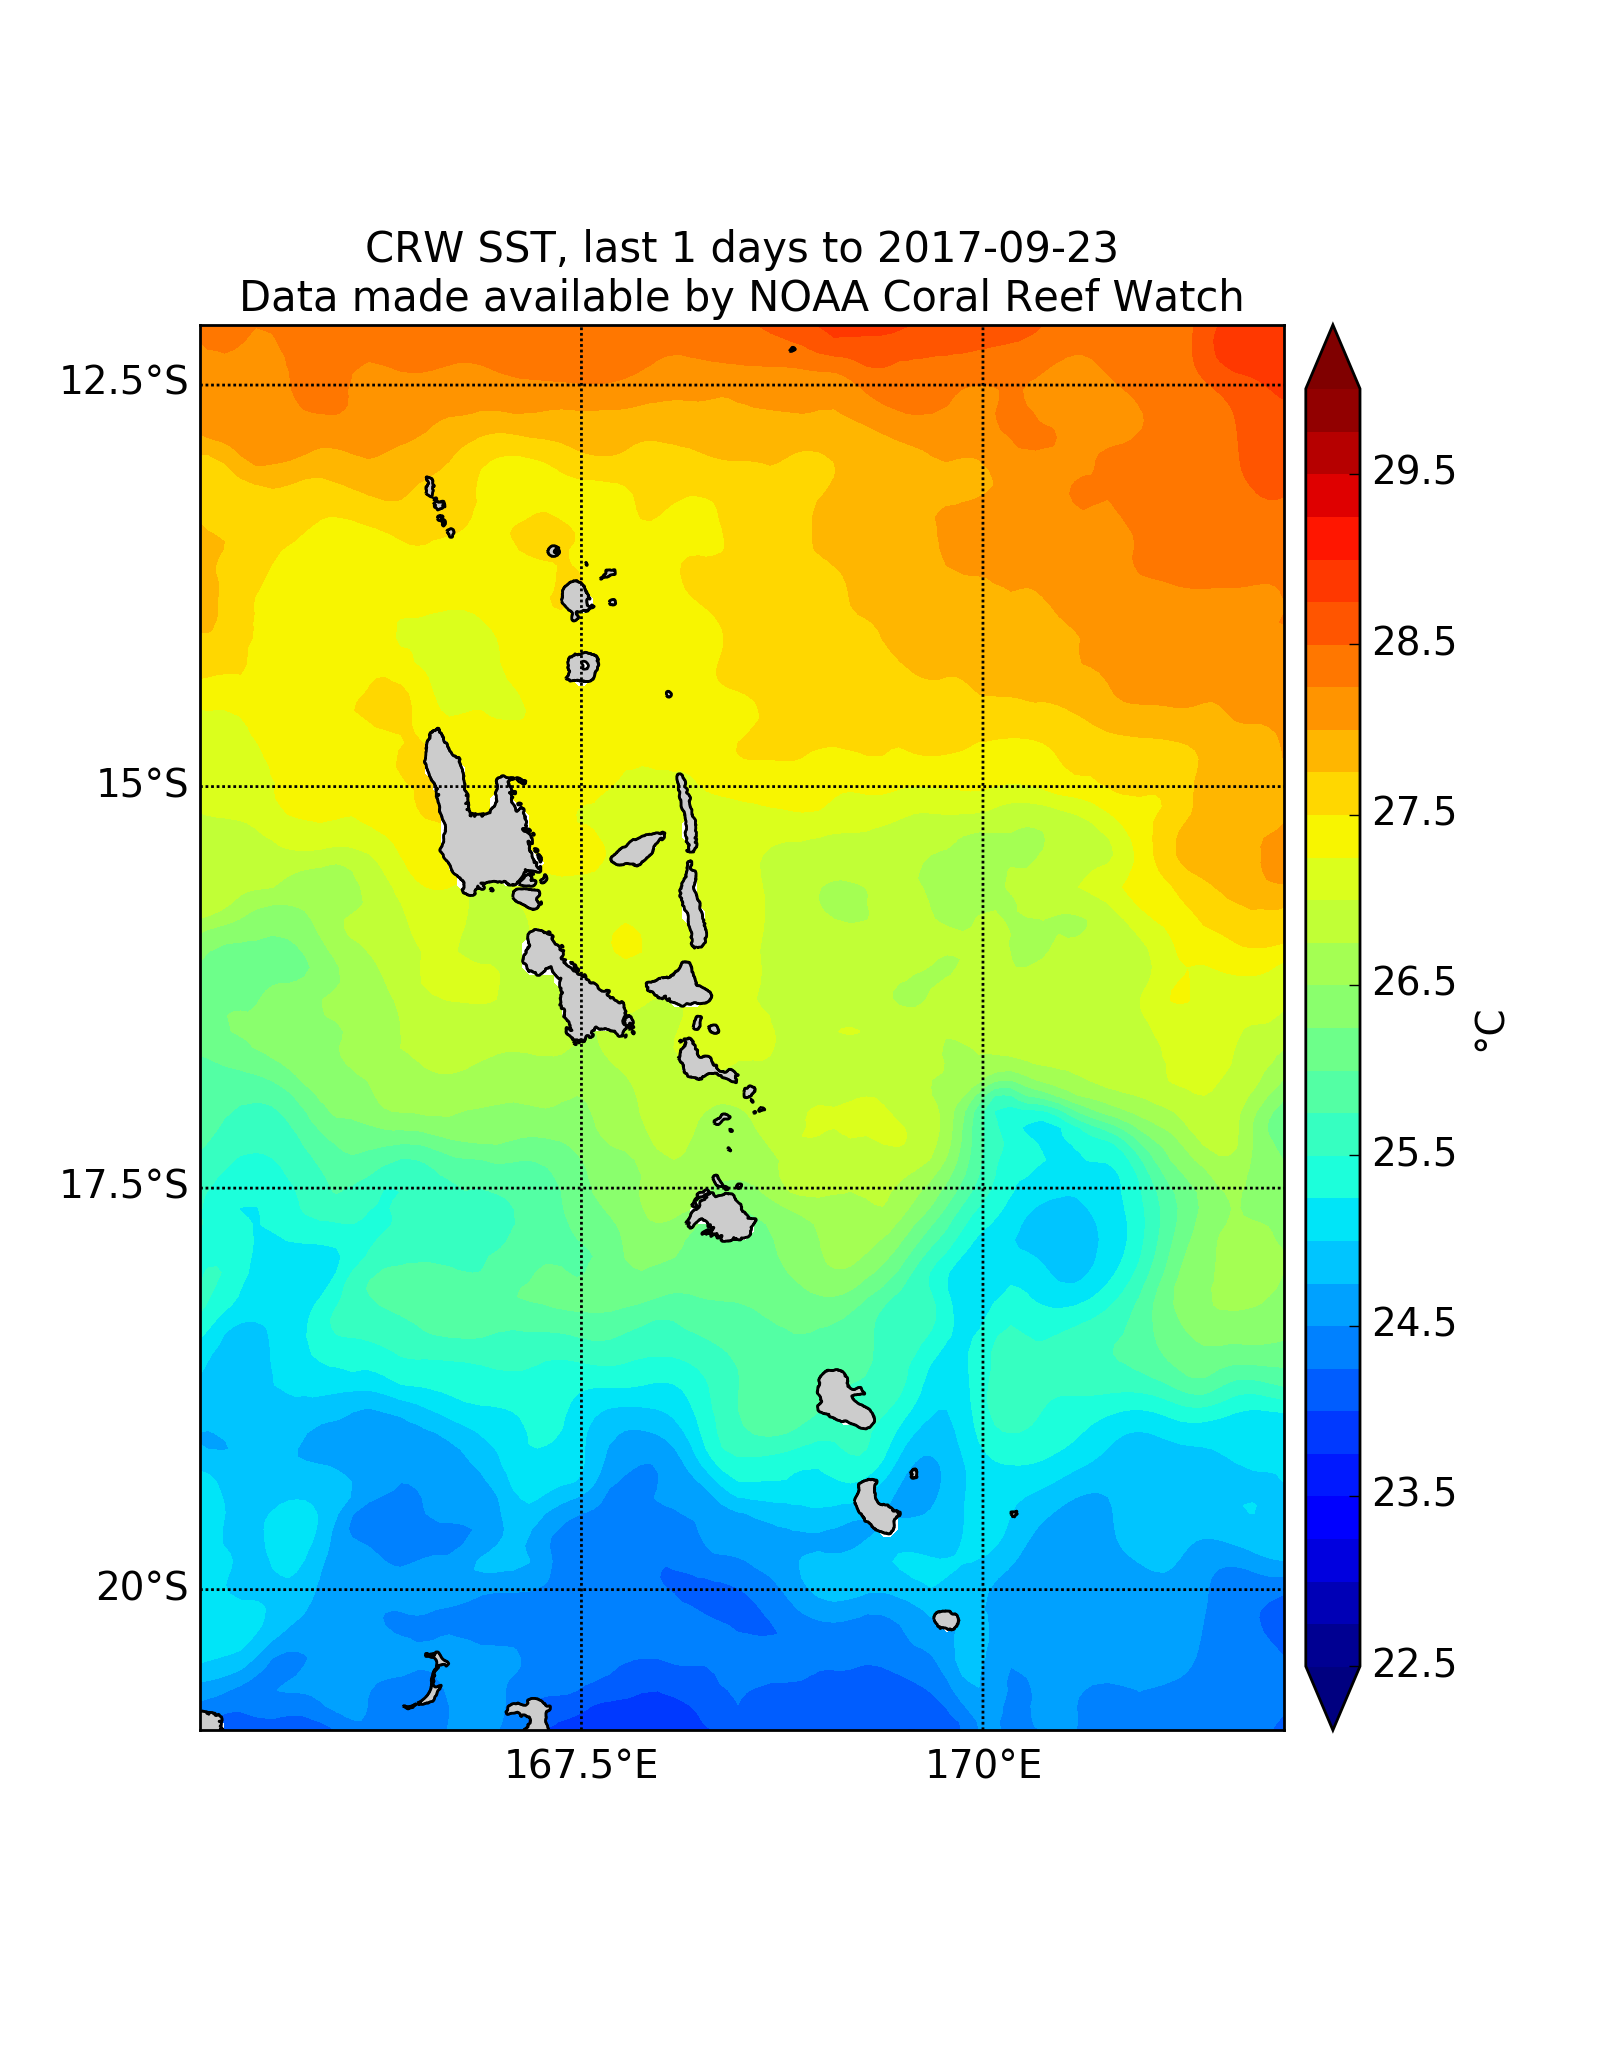 CRW SST, last 1 days to 2017-09-23
Data made available by NOAA Coral Reef Watch
12.5°S
15°S
17.5°S
20°S
167.5°E
170°E
29.5
28.5
27.5
26.5
25.5
24.5
23.5
22.5
°C